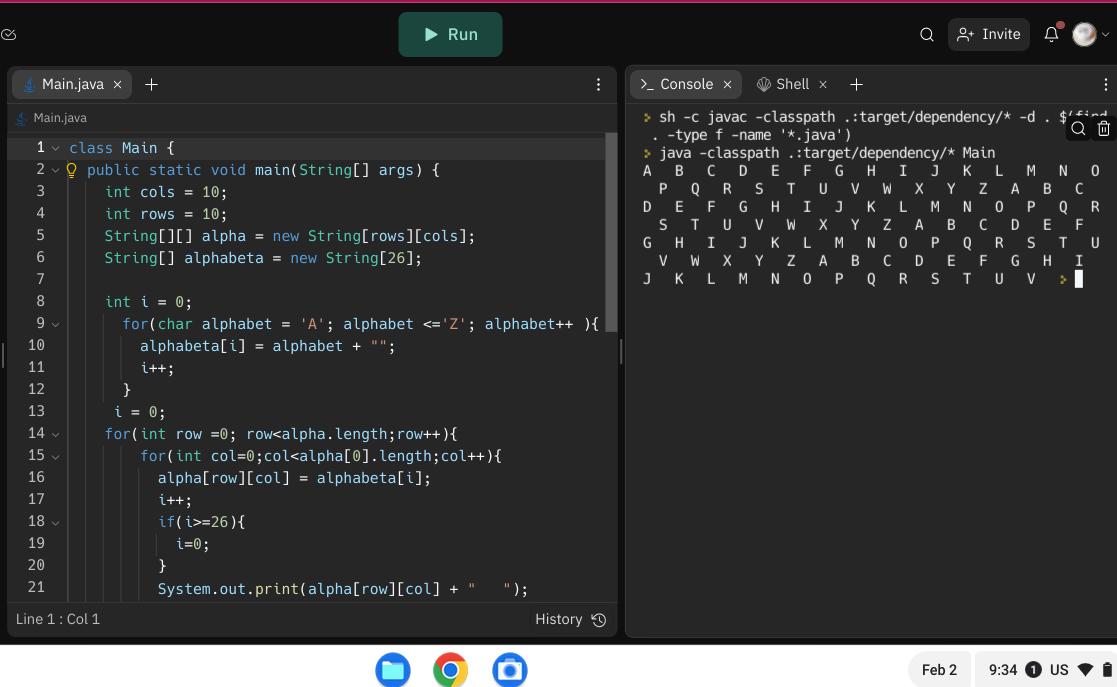 Run
Invite
Main.java
Console
Shell
Main.java
1 class Main {
2 public static void main(String[] args) {
3 int cols = 10;
4 int rows = 10;
5 String[][] alpha = new String[rows][cols];
6 String[] alphabeta = new String[26];
7
8 int i = 0;
9 for(char alphabet = 'A'; alphabet <='Z'; alphabet++ ){
10 alphabeta[i] = alphabet + "";
11 i++;
12 }
13 i = 0;
14 for(int row =0; row<alpha.length;row++){
15 for(int col=0;col<alpha[0].length;col++){
16 alpha[row][col] = alphabeta[i];
17 i++;
18 if(i>=26){
19 i=0;
20 }
21 System.out.print(alpha[row][col] + "   ");
Line 1 : Col 1
History
sh -c javac -classpath .:target/dependency/* -d . $(find
. -type f -name '*.java')
java -classpath .:target/dependency/* Main
A B C D E F G H I J K L M N O
P Q R S T U V W X Y Z A B C
D E F G H I J K L M N O P Q R
S T U V W X Y Z A B C D E F
G H I J K L M N O P Q R S T U
V W X Y Z A B C D E F G H I
J K L M N O P Q R S T U V
Feb 2
9:34
1
US